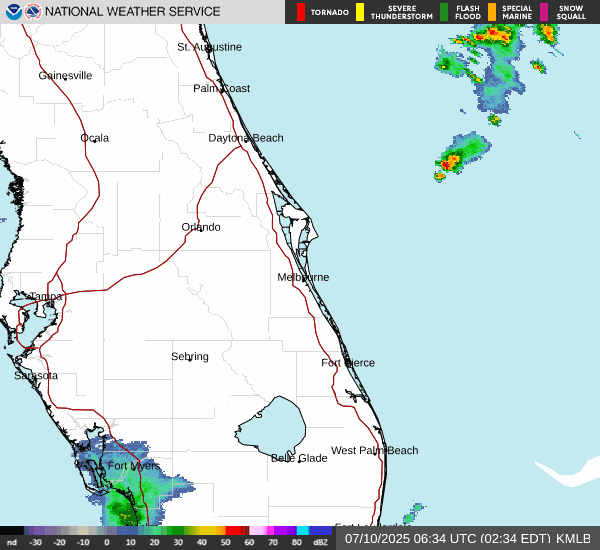 NATIONAL WEATHER SERVICE
TORNADO
SEVERE THUNDERSTORM
FLASH FLOOD
SPECIAL MARINE
SNOW SQUALL
St. Augustine
Gainesville
Palm Coast
Ocala
Daytona Beach
Orlando
Melbourne
Tampa
Sebring
Fort Pierce
Sarasota
West Palm Beach
Belle Glade
Fort Myers
Fort Lauderdale
nd -30 -20 -10 0 10 20 30 40 50 60 70 80 dBZ
07/10/2025 06:34 UTC (02:34 EDT) KMLB